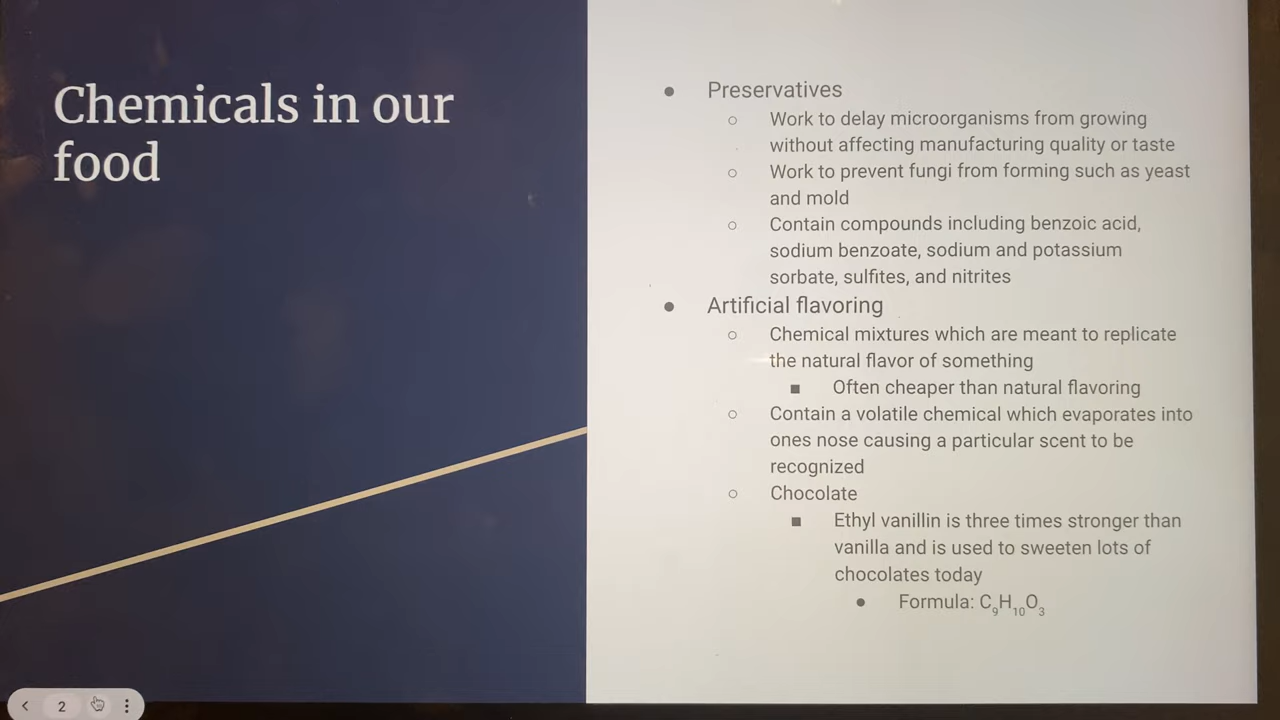 Chemicals in our
food
● Preservatives
○ Work to delay microorganisms from growing
without affecting manufacturing quality or taste
○ Work to prevent fungi from forming such as yeast
and mold
○ Contain compounds including benzoic acid,
sodium benzoate, sodium and potassium
sorbate, sulfites, and nitrites
● Artificial flavoring
○ Chemical mixtures which are meant to replicate
the natural flavor of something
■ Often cheaper than natural flavoring
○ Contain a volatile chemical which evaporates into
ones nose causing a particular scent to be
recognized
○ Chocolate
■ Ethyl vanillin is three times stronger than
vanilla and is used to sweeten lots of
chocolates today
● Formula: C₉H₁₀O₃
2